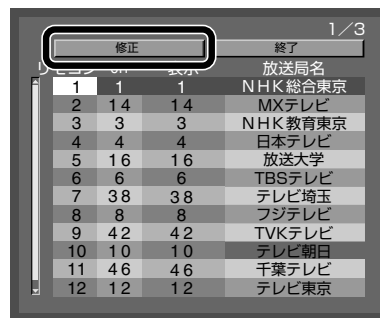 1／3
修正 終了
リモコン CH 表示 放送局名
1 1 1 NHK総合東京
2 14 14 MXテレビ
3 3 3 NHK教育東京
4 4 4 日本テレビ
5 16 16 放送大学
6 6 6 TBSテレビ
7 38 38 テレビ埼玉
8 8 8 フジテレビ
9 42 42 TVKテレビ
10 10 10 テレビ朝日
11 46 46 千葉テレビ
12 12 12 テレビ東京